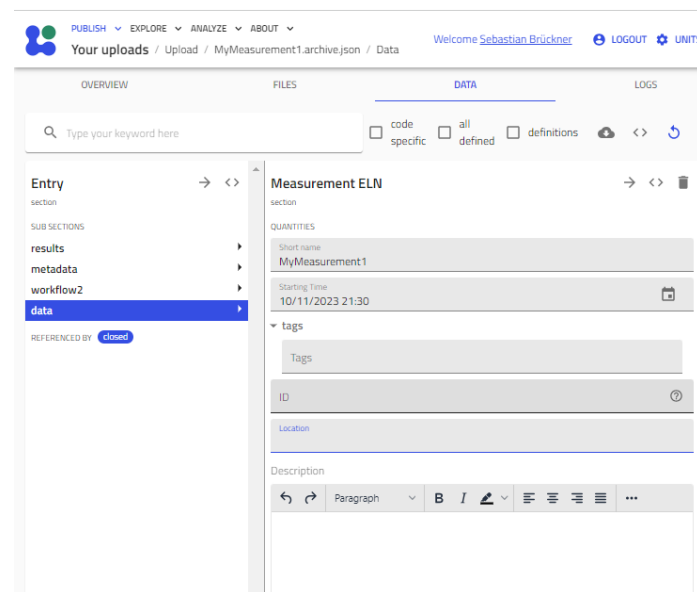 PUBLISH EXPLORE ANALYZE ABOUT
Your uploads / Upload / MyMeasurement1.archive.json / Data
Welcome Sebastian Brückner LOGOUT UNITS
OVERVIEW FILES DATA LOGS
Type your keyword here
code specific
all defined
definitions
Entry
section
SUB SECTIONS
results
metadata
workflow2
data
REFERENCED BY closed
Measurement ELN
section
QUANTITIES
Short name
MyMeasurement1
Starting Time
10/11/2023 21:30
tags
Tags
ID
Location
Description
Paragraph B I